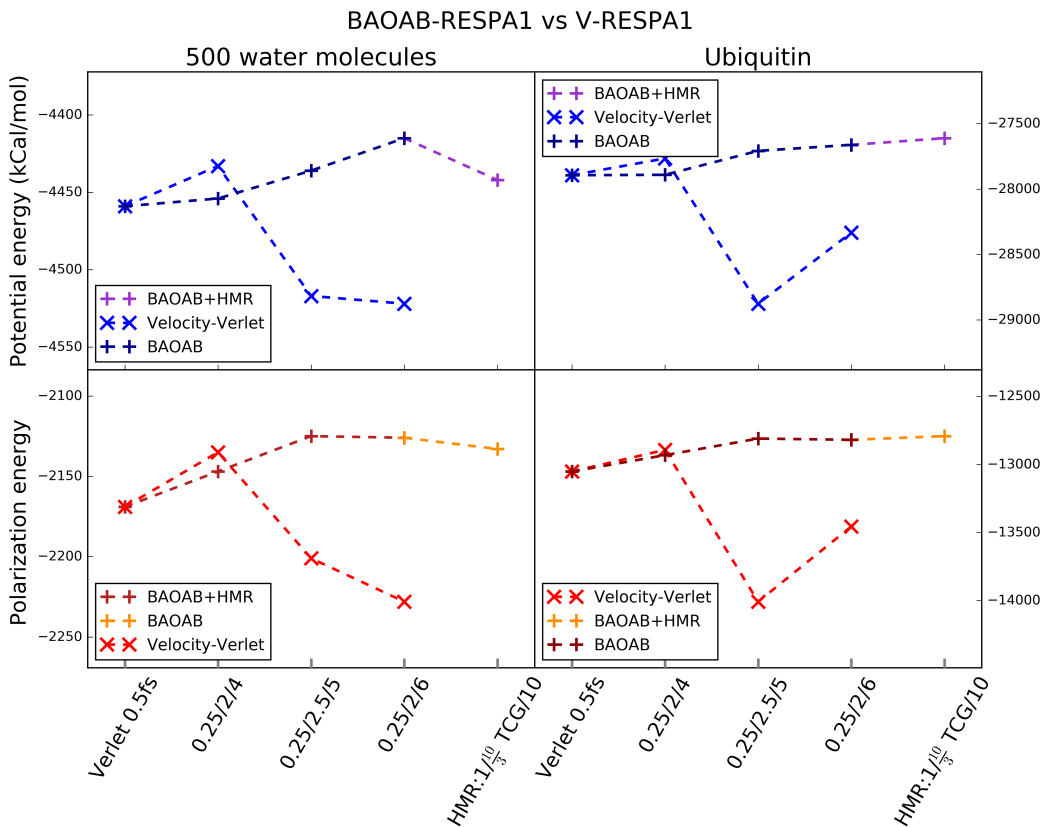 BAOAB-RESPA1 vs V-RESPA1
500 water molecules
Ubiquitin
Potential energy (kCal/mol)
−4400
−4450
−4500
−4550
BAOAB+HMR
Velocity-Verlet
BAOAB
BAOAB+HMR
Velocity-Verlet
BAOAB
−27500
−28000
−28500
−29000
Polarization energy
−2100
−2150
−2200
−2250
BAOAB+HMR
BAOAB
Velocity-Verlet
Velocity-Verlet
BAOAB+HMR
BAOAB
−12500
−13000
−13500
−14000
Verlet 0.5fs
0.25/2/4
0.25/2.5/5
0.25/2/6
HMR:1/10/3 TCG/10
Verlet 0.5fs
0.25/2/4
0.25/2.5/5
0.25/2/6
HMR:1/10/3 TCG/10